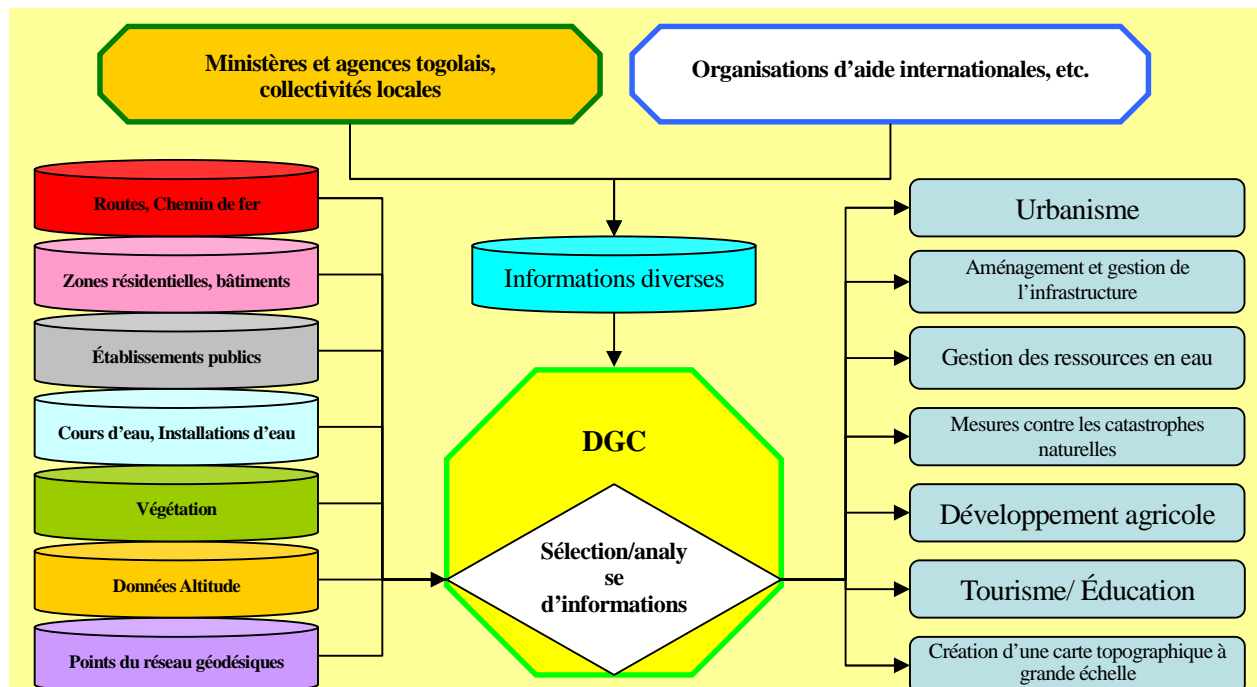 Ministères et agences togolais,
collectivités locales
Organisations d'aide internationales, etc.
Routes, Chemin de fer
Zones résidentielles, bâtiments
Établissements publics
Cours d'eau, Installations d'eau
Végétation
Données Altitude
Points du réseau géodésiques
Informations diverses
DGC
Sélection/analy
se
d'informations
Urbanisme
Aménagement et gestion de
l'infrastructure
Gestion des ressources en eau
Mesures contre les catastrophes
naturelles
Développement agricole
Tourisme/ Éducation
Création d'une carte topographique à
grande échelle